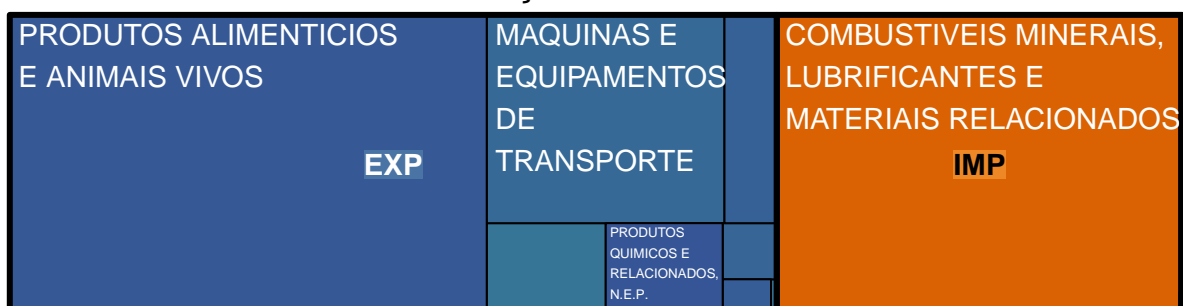 PRODUTOS ALIMENTICIOS
E ANIMAIS VIVOS
EXP
MAQUINAS E
EQUIPAMENTOS
DE
TRANSPORTE
PRODUTOS
QUIMICOS E
RELACIONADOS,
N.E.P.
COMBUSTIVEIS MINERAIS,
LUBRIFICANTES E
MATERIAIS RELACIONADOS
IMP